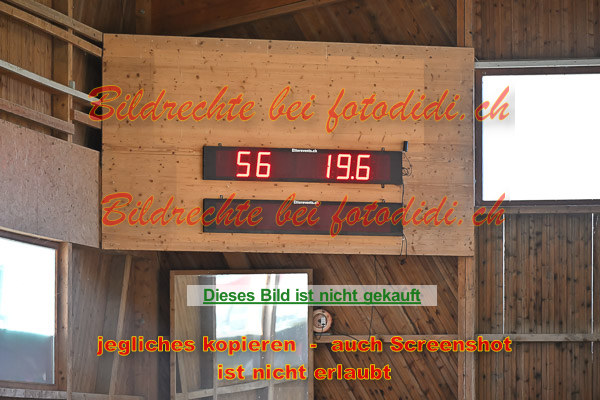 Bildrechte bei fotodidi.ch
56 19.6
Bildrechte bei fotodidi.ch
Dieses Bild ist nicht gekauft
jegliches kopieren - auch Screenshot
ist nicht erlaubt